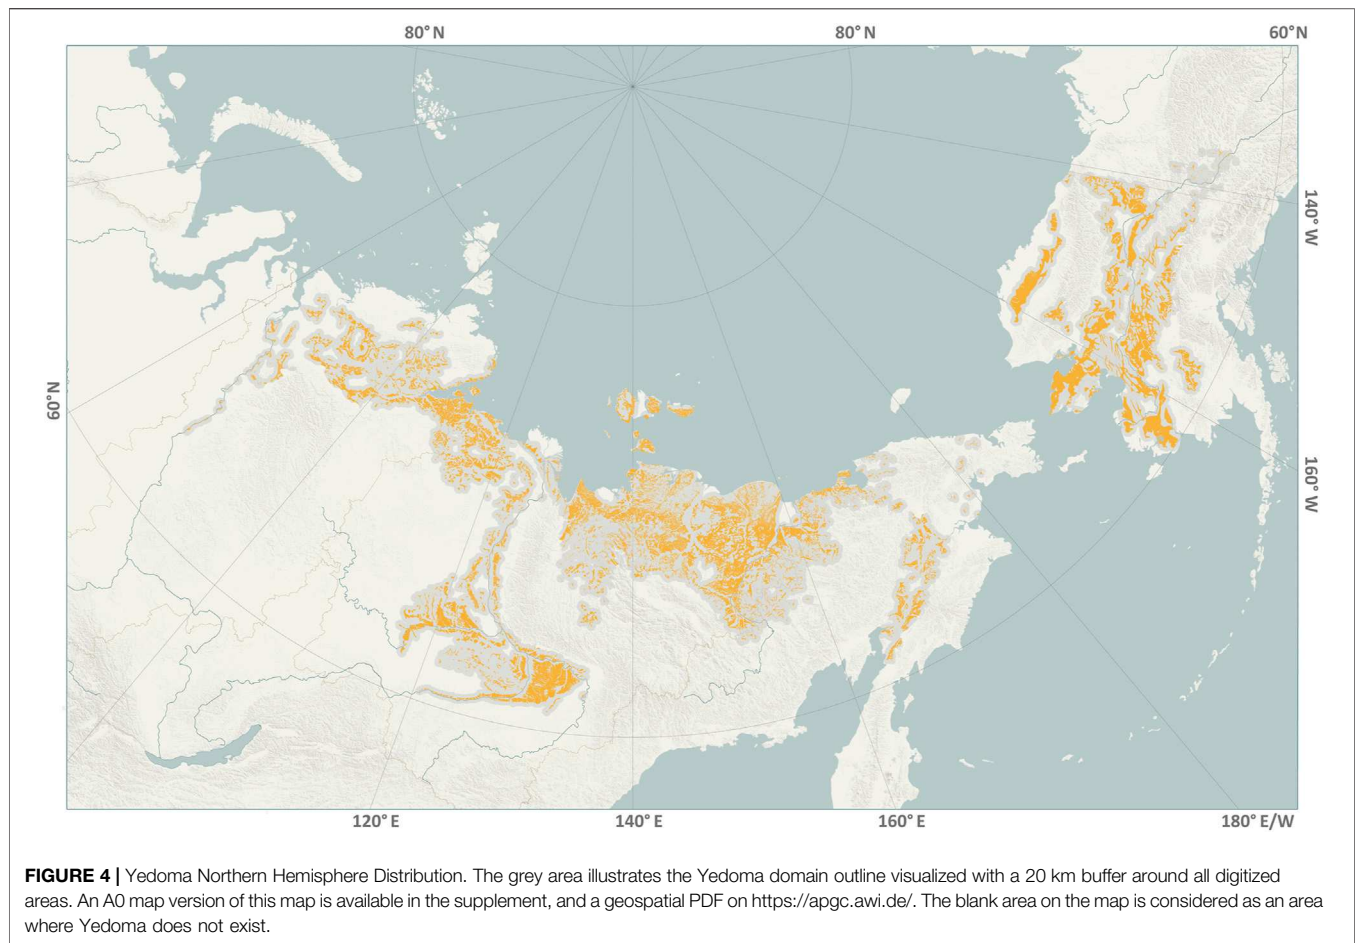 80° N
80° N
60° N
140° W
60° N
160° W
120° E
140° E
160° E
180° E/W
FIGURE 4 | Yedoma Northern Hemisphere Distribution. The grey area illustrates the Yedoma domain outline visualized with a 20 km buffer around all digitized
areas. An A0 map version of this map is available in the supplement, and a geospatial PDF on https://apgc.awi.de/. The blank area on the map is considered as an area
where Yedoma does not exist.